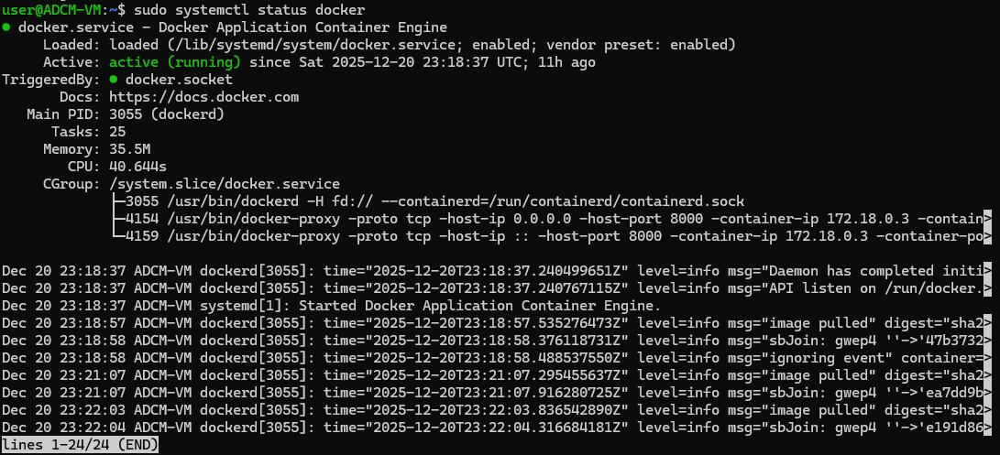 user@ADCM-VM:~$ sudo systemctl status docker
● docker.service - Docker Application Container Engine
     Loaded: loaded (/lib/systemd/system/docker.service; enabled; vendor preset: enabled)
     Active: active (running) since Sat 2025-12-20 23:18:37 UTC; 11h ago
TriggeredBy: ● docker.socket
       Docs: https://docs.docker.com
   Main PID: 3055 (dockerd)
      Tasks: 25
     Memory: 35.5M
        CPU: 40.644s
     CGroup: /system.slice/docker.service
             ├─3055 /usr/bin/dockerd -H fd:// --containerd=/run/containerd/containerd.sock
             ├─4154 /usr/bin/docker-proxy -proto tcp -host-ip 0.0.0.0 -host-port 8000 -container-ip 172.18.0.3 -contain>
             └─4159 /usr/bin/docker-proxy -proto tcp -host-ip :: -host-port 8000 -container-ip 172.18.0.3 -container-po>
Dec 20 23:18:37 ADCM-VM dockerd[3055]: time="2025-12-20T23:18:37.240499651Z" level=info msg="Daemon has completed initi>
Dec 20 23:18:37 ADCM-VM dockerd[3055]: time="2025-12-20T23:18:37.240767115Z" level=info msg="API listen on /run/docker.>
Dec 20 23:18:37 ADCM-VM systemd[1]: Started Docker Application Container Engine.
Dec 20 23:18:57 ADCM-VM dockerd[3055]: time="2025-12-20T23:18:57.535276473Z" level=info msg="image pulled" digest="sha2>
Dec 20 23:18:58 ADCM-VM dockerd[3055]: time="2025-12-20T23:18:58.376118731Z" level=info msg="sbJoin: gwep4 ''->'47b3732>
Dec 20 23:18:58 ADCM-VM dockerd[3055]: time="2025-12-20T23:18:58.488537550Z" level=info msg="ignoring event" container=>
Dec 20 23:21:07 ADCM-VM dockerd[3055]: time="2025-12-20T23:21:07.295455637Z" level=info msg="image pulled" digest="sha2>
Dec 20 23:21:07 ADCM-VM dockerd[3055]: time="2025-12-20T23:21:07.916280725Z" level=info msg="sbJoin: gwep4 ''->'ea7dd9b>
Dec 20 23:22:03 ADCM-VM dockerd[3055]: time="2025-12-20T23:22:03.836542890Z" level=info msg="image pulled" digest="sha2>
Dec 20 23:22:04 ADCM-VM dockerd[3055]: time="2025-12-20T23:22:04.316684181Z" level=info msg="sbJoin: gwep4 ''->'e191d86>
lines 1-24/24 (END)